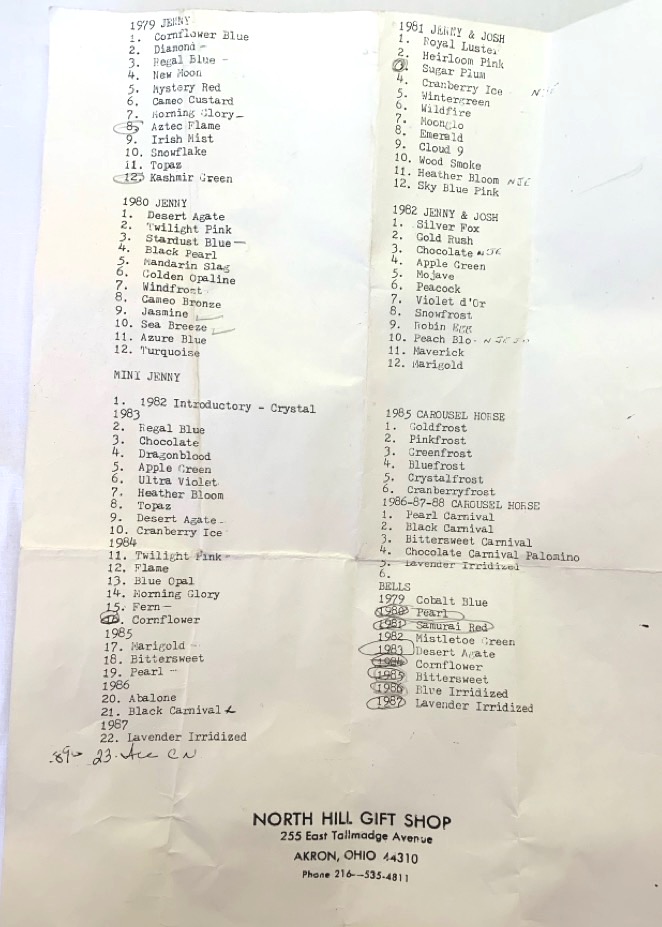 1979 JENNY
1. Cornflower Blue
2. Diamond -
3. Regal Blue -
4. New Moon
5. Mystery Red
6. Cameo Custard
7. Morning Glory -
8. Aztec Flame
9. Irish Mist
10. Snowflake
11. Topaz
12. Kashmir Green
1980 JENNY
1. Desert Agate
2. Twilight Pink
3. Stardust Blue -
4. Black Pearl
5. Mandarin Slag
6. Golden Opaline
7. Windfrost
8. Cameo Bronze
9. Jasmine
10. Sea Breeze
11. Azure Blue
12. Turquoise
MINI JENNY
1. 1982 Introductory - Crystal
1983
2. Regal Blue
3. Chocolate
4. Dragonblood
5. Apple Green
6. Ultra Violet
7. Heather Bloom
8. Topaz
9. Desert Agate -
10. Cranberry Ice
1984
11. Twilight Pink -
12. Flame
13. Blue Opal
14. Morning Glory
15. Fern -
16. Cornflower
1985
17. Marigold -
18. Bittersweet
19. Pearl -
1986
20. Abalone
21. Black Carnival
1987
22. Lavender Irridized
23.
1981 JENNY & JOSH
1. Royal Luster
2. Heirloom Pink
3. Sugar Plum
4. Cranberry Ice
5. Wintergreen
6. Wildfire
7. Moonglo
8. Emerald
9. Cloud 9
10. Wood Smoke
11. Heather Bloom NJE
12. Sky Blue Pink
1982 JENNY & JOSH
1. Silver Fox
2. Gold Rush
3. Chocolate NJE
4. Apple Green
5. Mojave
6. Peacock
7. Violet d'Or
8. Snowfrost
9. Robin Egg
10. Peach Blo
11. Maverick
12. Marigold
1985 CAROUSEL HORSE
1. Goldfrost
2. Pinkfrost
3. Greenfrost
4. Bluefrost
5. Crystalfrost
6. Cranberryfrost
1986-87-88 CAROUSEL HORSE
1. Pearl Carnival
2. Black Carnival
3. Bittersweet Carnival
4. Chocolate Carnival Palomino
5. Lavender Irridized
6.
BELLS
1979 Cobalt Blue
1980 Pearl
1981 Samurai Red
1982 Mistletoe Green
1983 Desert Agate
1984 Cornflower
1985 Bittersweet
1986 Blue Irridized
1987 Lavender Irridized
NORTH HILL GIFT SHOP
255 East Tallmadge Avenue
AKRON, OHIO 44310
Phone 216--535-4811